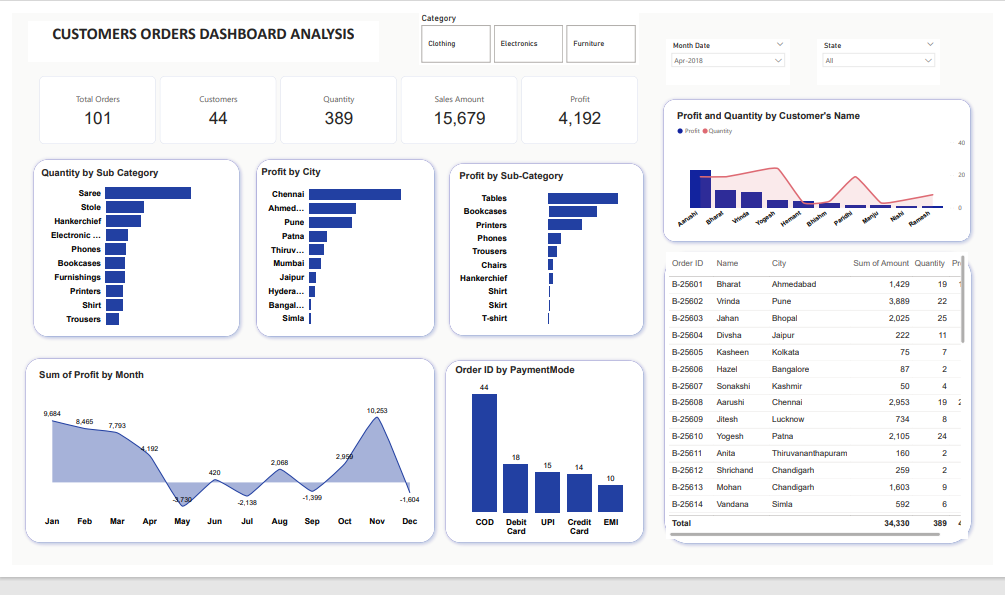 CUSTOMERS ORDERS DASHBOARD ANALYSIS
Category
Clothing
Electronics
Furniture
Month Date
Apr-2018
State
All
Total Orders
101
Customers
44
Quantity
389
Sales Amount
15,679
Profit
4,192
Quantity by Sub Category
Saree
Stole
Hankerchief
Electronic ...
Phones
Bookcases
Furnishings
Printers
Shirt
Trousers
Profit by City
Chennai
Ahmed...
Pune
Patna
Thiruv...
Mumbai
Jaipur
Hydera...
Bangal...
Simla
Profit by Sub-Category
Tables
Bookcases
Printers
Phones
Trousers
Chairs
Hankerchief
Shirt
Skirt
T-shirt
Profit and Quantity by Customer's Name
Profit Quantity
40
20
0
Aarushi Bharat Vrinda Yogesh Hemant Bhishm Paridhi Manju Nishi Ramesh
Sum of Profit by Month
9,684 8,465 7,793 4,192 -3,730 420 -2,138 2,068 -1,399 2,959 10,253 -1,604
Jan Feb Mar Apr May Jun Jul Aug Sep Oct Nov Dec
Order ID by PaymentMode
44 18 15 14 10
COD Debit Card UPI Credit Card EMI
Order ID Name City Sum of Amount Quantity Pr
B-25601 Bharat Ahmedabad 1,429 19 1
B-25602 Vrinda Pune 3,889 22
B-25603 Jahan Bhopal 2,025 25
B-25604 Divsha Jaipur 222 11
B-25605 Kasheen Kolkata 75 7
B-25606 Hazel Bangalore 87 2
B-25607 Sonakshi Kashmir 50 4
B-25608 Aarushi Chennai 2,953 19 2
B-25609 Jitesh Lucknow 734 8
B-25610 Yogesh Patna 2,105 24
B-25611 Anita Thiruvananthapuram 160 2
B-25612 Shrichand Chandigarh 259 2
B-25613 Mohan Chandigarh 1,603 9
B-25614 Vandana Simla 592 6
Total 34,330 389 4